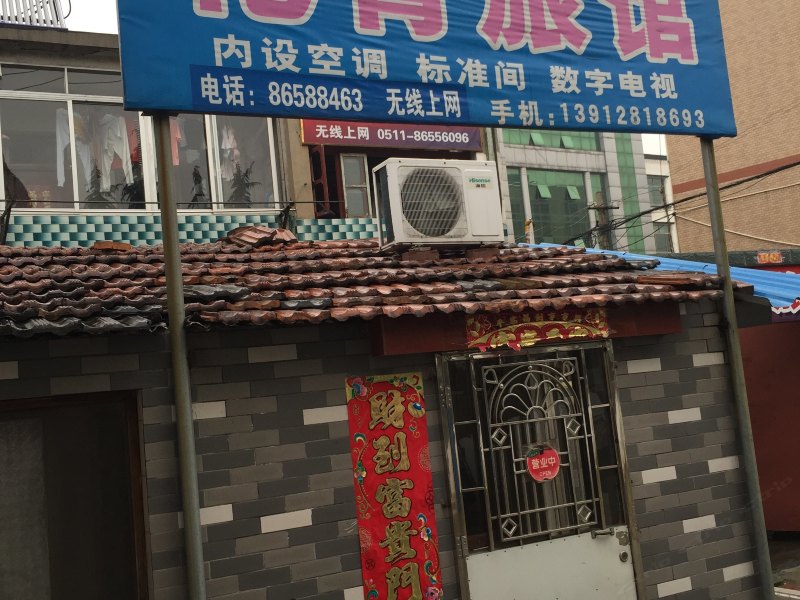 旅馆
内设空调 标准间 数字电视
电话：86588463 无线上网 手机：13912818693
无线上网 0511-86556096
Hisense
营业中
OPEN
财到富贵门